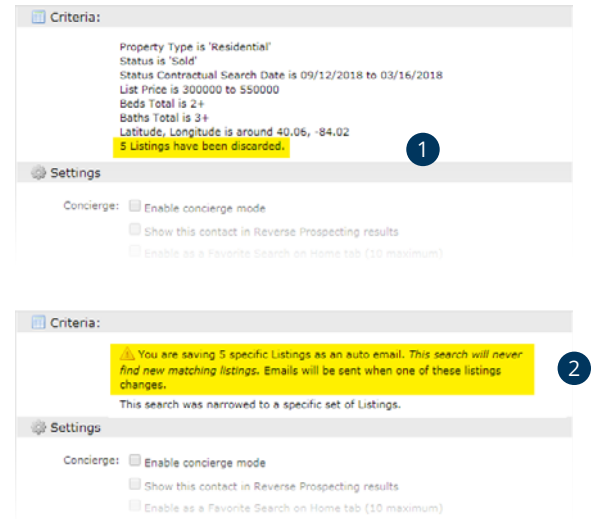 Criteria:
Property Type is 'Residential'
Status is 'Sold'
Status Contractual Search Date is 09/12/2018 to 03/16/2018
List Price is 300000 to 550000
Beds Total is 2+
Baths Total is 3+
Latitude, Longitude is around 40.06, -84.02
5 Listings have been discarded.
1
Settings
Concierge: Enable concierge mode
Show this contact in Reverse Prospecting results
Enable as a Favorite Search on Home tab (10 maximum)
Criteria:
You are saving 5 specific Listings as an auto email. This search will never
find new matching listings. Emails will be sent when one of these listings
changes.
2
This search was narrowed to a specific set of Listings.
Settings
Concierge: Enable concierge mode
Show this contact in Reverse Prospecting results
Enable as a Favorite Search on Home tab (10 maximum)